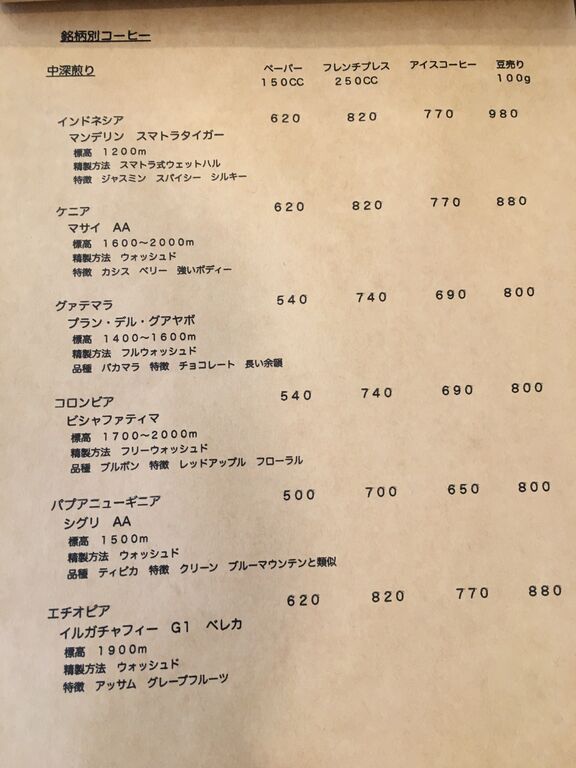 銘柄別コーヒー
中深煎り ペーパー フレンチプレス アイスコーヒー 豆売り
150CC 250CC 100g
インドネシア 620 820 770 980
マンデリン スマトラタイガー
標高 1200m
精製方法 スマトラ式ウェットハル
特徴 ジャスミン スパイシー シルキー
ケニア 620 820 770 880
マサイ AA
標高 1600〜2000m
精製方法 ウォッシュド
特徴 カシス ベリー 強いボディー
グァテマラ 540 740 690 800
プラン・デル・グアヤボ
標高 1400〜1600m
精製方法 フルウォッシュド
品種 パカマラ 特徴 チョコレート 長い余韻
コロンビア 540 740 690 800
ビシャファティマ
標高 1700〜2000m
精製方法 フリーウォッシュド
品種 ブルボン 特徴 レッドアップル フローラル
パプアニューギニア 500 700 650 800
シグリ AA
標高 1500m
精製方法 ウォッシュド
品種 ティピカ 特徴 クリーン ブルーマウンテンと類似
エチオピア 620 820 770 880
イルガチャフィー G1 ベレカ
標高 1900m
精製方法 ウォッシュド
特徴 アッサム グレープフルーツ